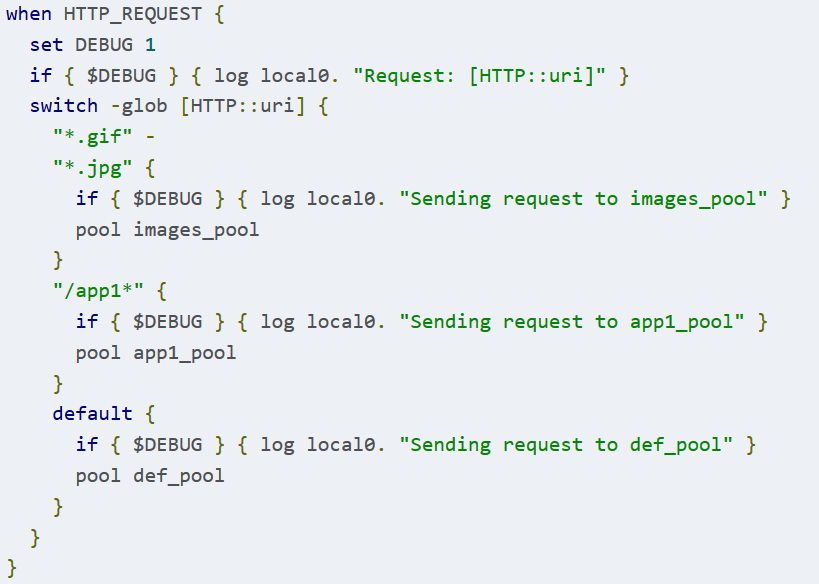 when HTTP_REQUEST {
  set DEBUG 1
  if { $DEBUG } { log local0. "Request: [HTTP::uri]" }
  switch -glob [HTTP::uri] {
    "*.gif" -
    "*.jpg" {
      if { $DEBUG } { log local0. "Sending request to images_pool" }
      pool images_pool
    }
    "/app1*" {
      if { $DEBUG } { log local0. "Sending request to app1_pool" }
      pool app1_pool
    }
    default {
      if { $DEBUG } { log local0. "Sending request to def_pool" }
      pool def_pool
    }
  }
}